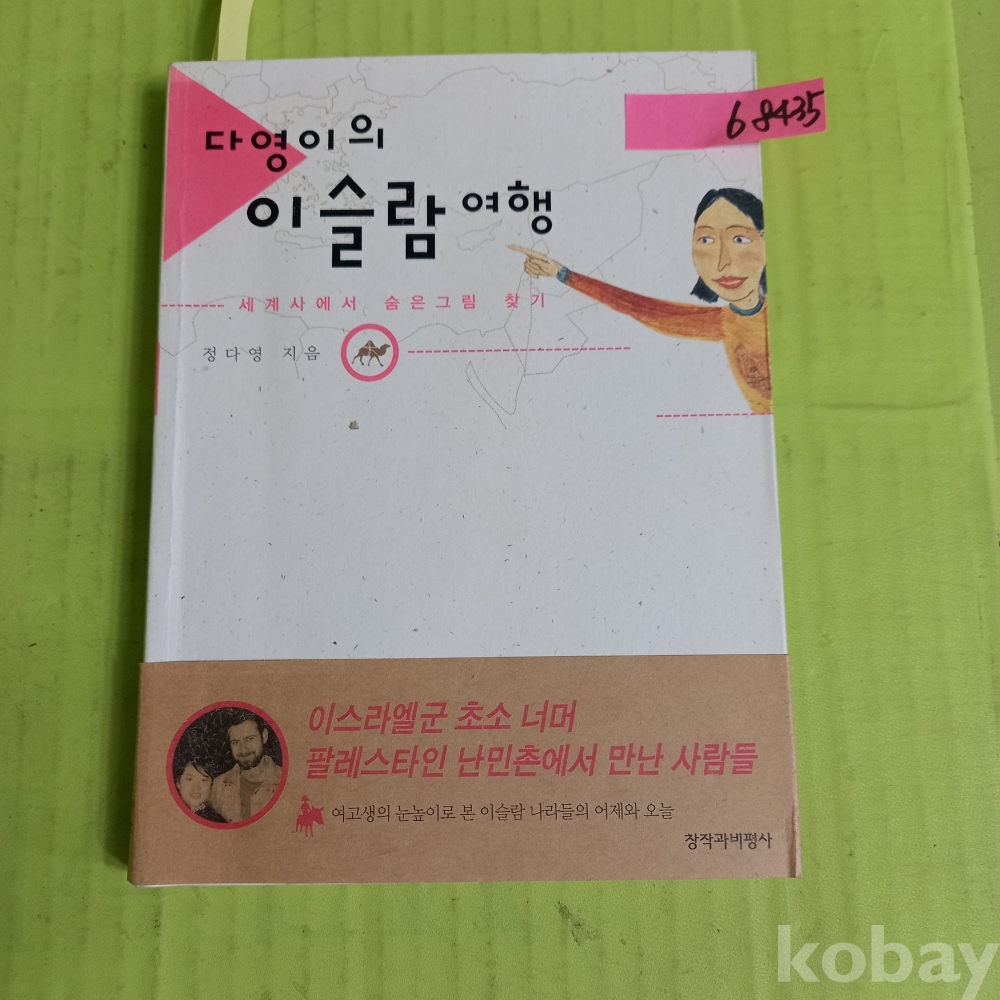 68435
다영이의
이슬람 여행
세계사에서 숨은그림 찾기
정다영 지음
이스라엘군 초소 너머
팔레스타인 난민촌에서 만난 사람들
여고생의 눈높이로 본 이슬람 나라들의 어제와 오늘
창작과비평사
kobay